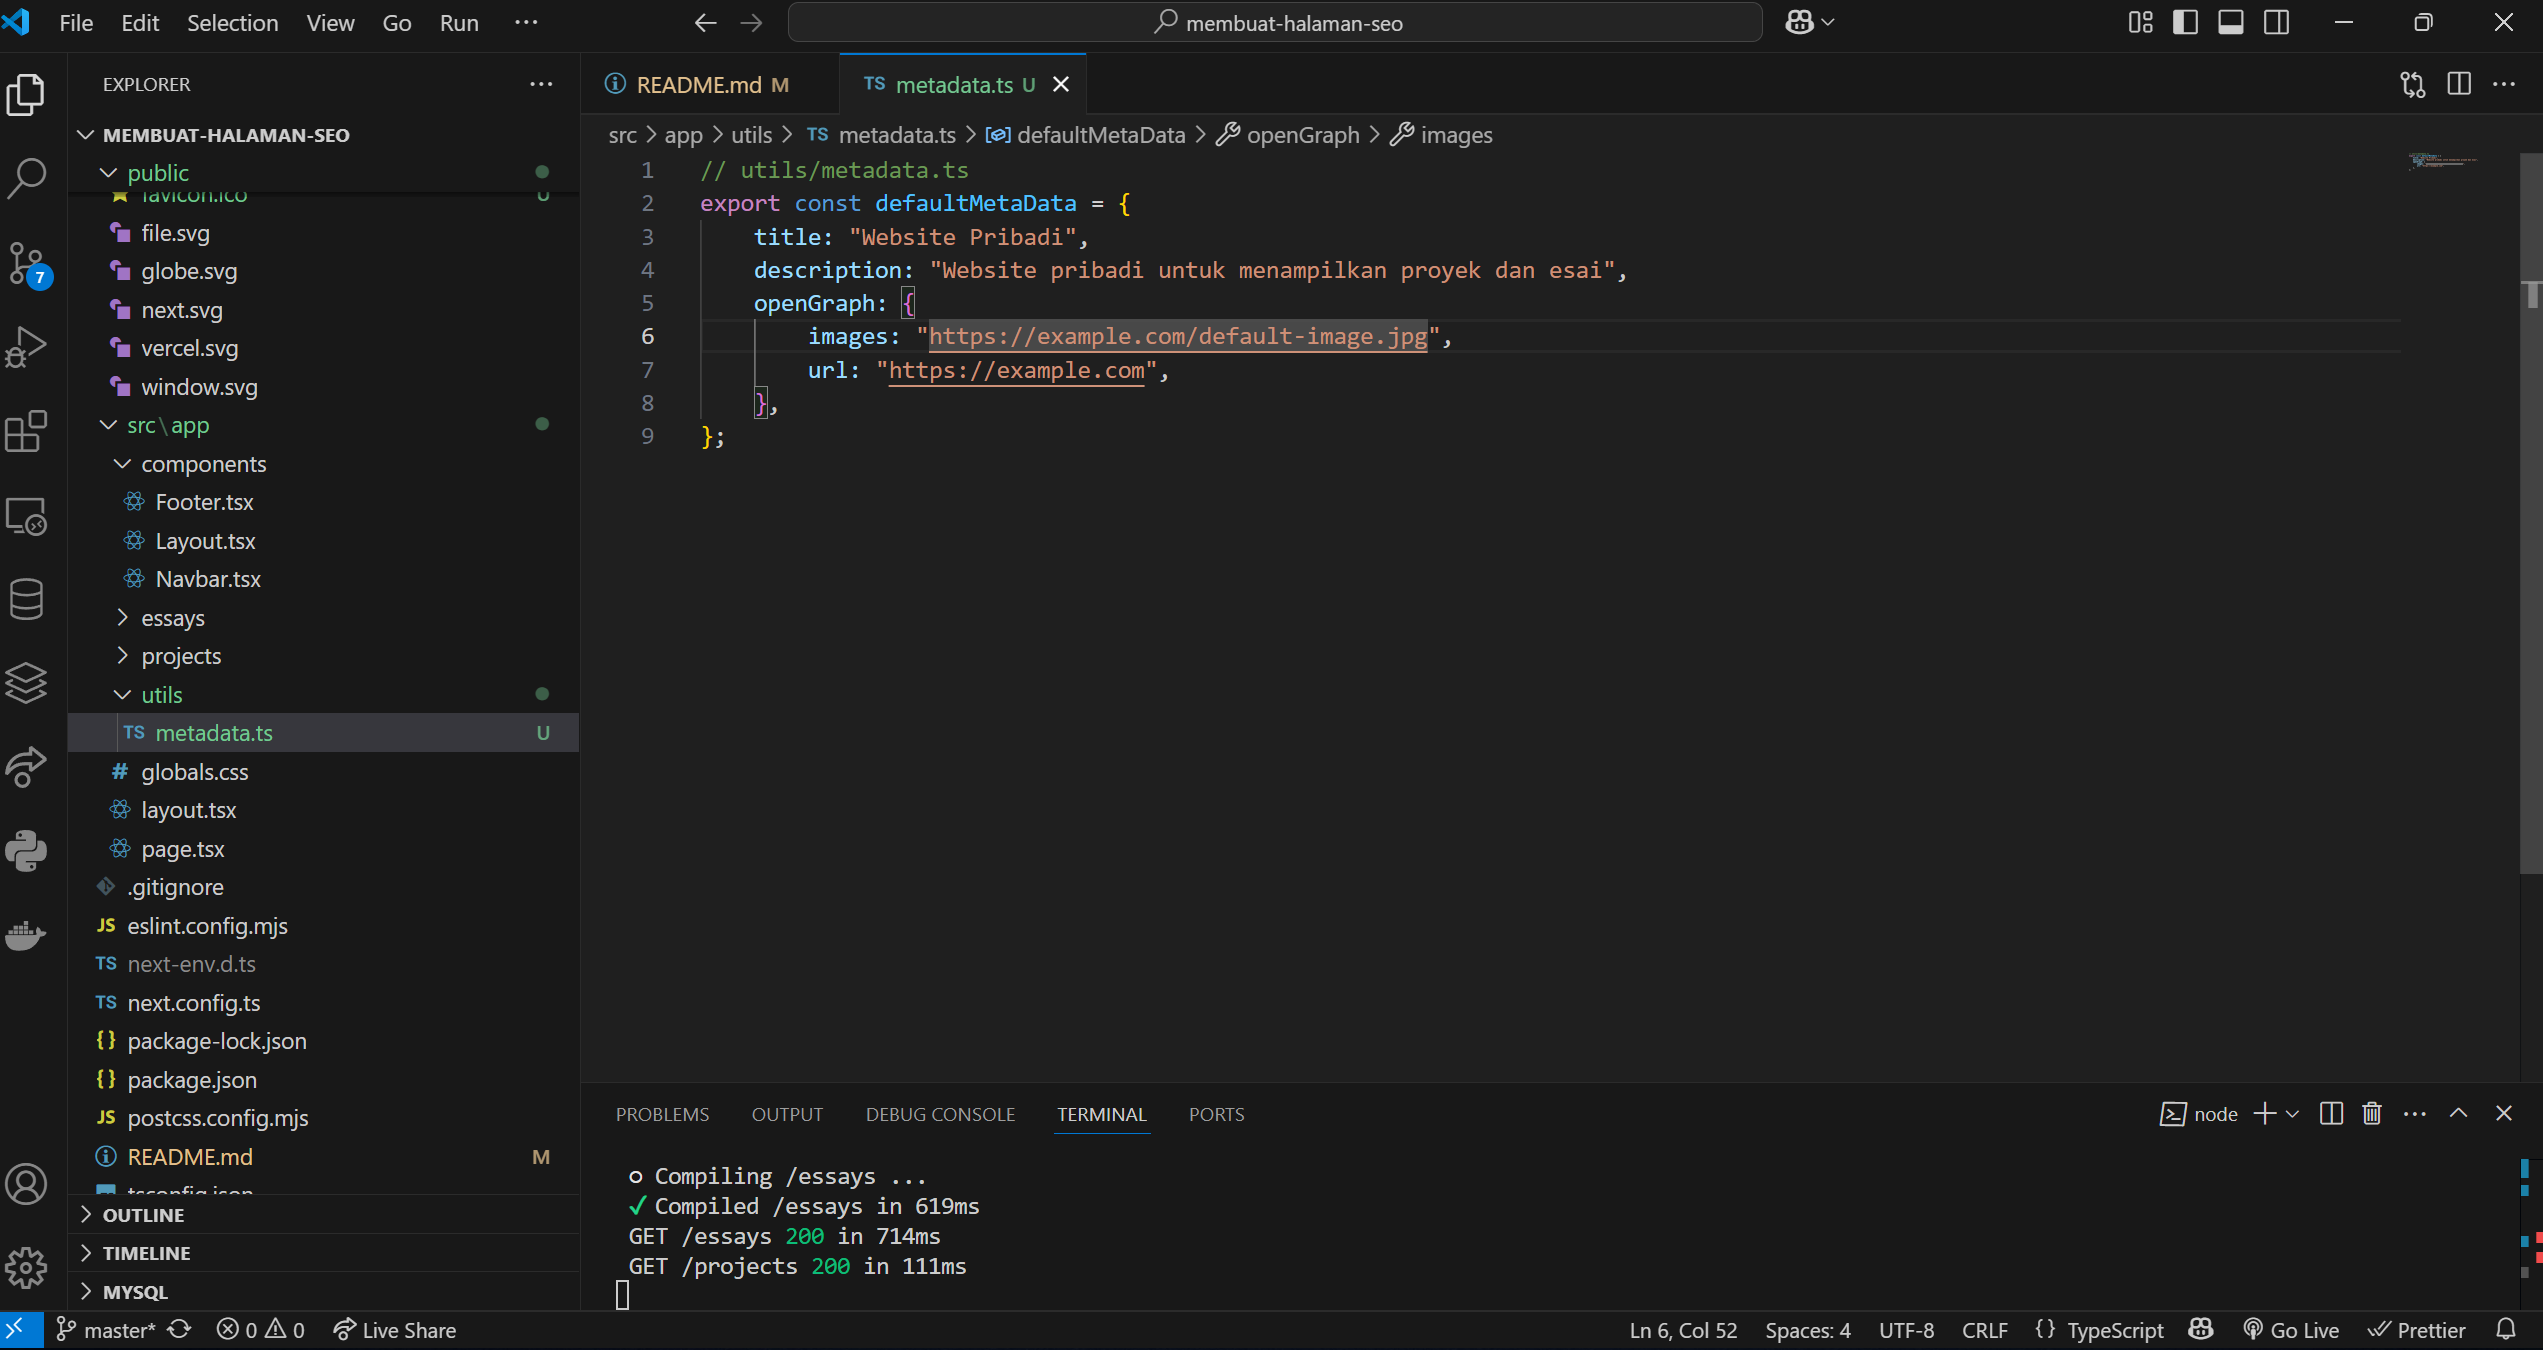 File Edit Selection View Go Run ··· membuat-halaman-seo
EXPLORER ···
MEMBUAT-HALAMAN-SEO
public
favicon.ico U
file.svg
globe.svg
next.svg
vercel.svg
window.svg
src\app
components
Footer.tsx
Layout.tsx
Navbar.tsx
essays
projects
utils
TS metadata.ts U
# globals.css
layout.tsx
page.tsx
.gitignore
JS eslint.config.mjs
TS next-env.d.ts
TS next.config.ts
{} package-lock.json
{} package.json
JS postcss.config.mjs
README.md M
tsconfig.json
OUTLINE
TIMELINE
MYSQL
7
README.md M TS metadata.ts U
src > app > utils > TS metadata.ts > defaultMetaData > openGraph > images
1 // utils/metadata.ts
2 export const defaultMetaData = {
3 title: "Website Pribadi",
4 description: "Website pribadi untuk menampilkan proyek dan esai",
5 openGraph: {
6 images: "https://example.com/default-image.jpg",
7 url: "https://example.com",
8 },
9 };
PROBLEMS OUTPUT DEBUG CONSOLE TERMINAL PORTS node
○ Compiling /essays ...
✓ Compiled /essays in 619ms
GET /essays 200 in 714ms
GET /projects 200 in 111ms
master* 0 0 Live Share Ln 6, Col 52 Spaces: 4 UTF-8 CRLF {} TypeScript Go Live Prettier